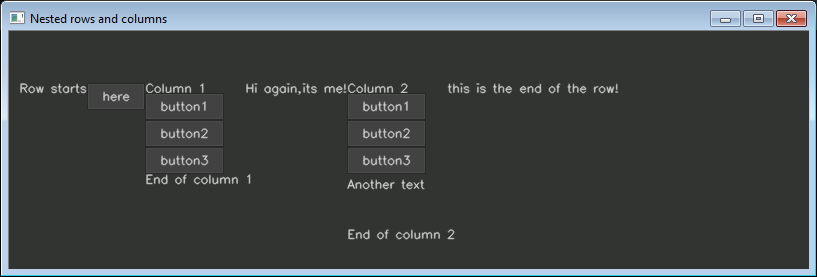 Nested rows and columns
Row starts here Column 1 Hi again,its me!Column 2 this is the end of the row!
button1 button1
button2 button2
button3 button3
End of column 1
Another text
End of column 2